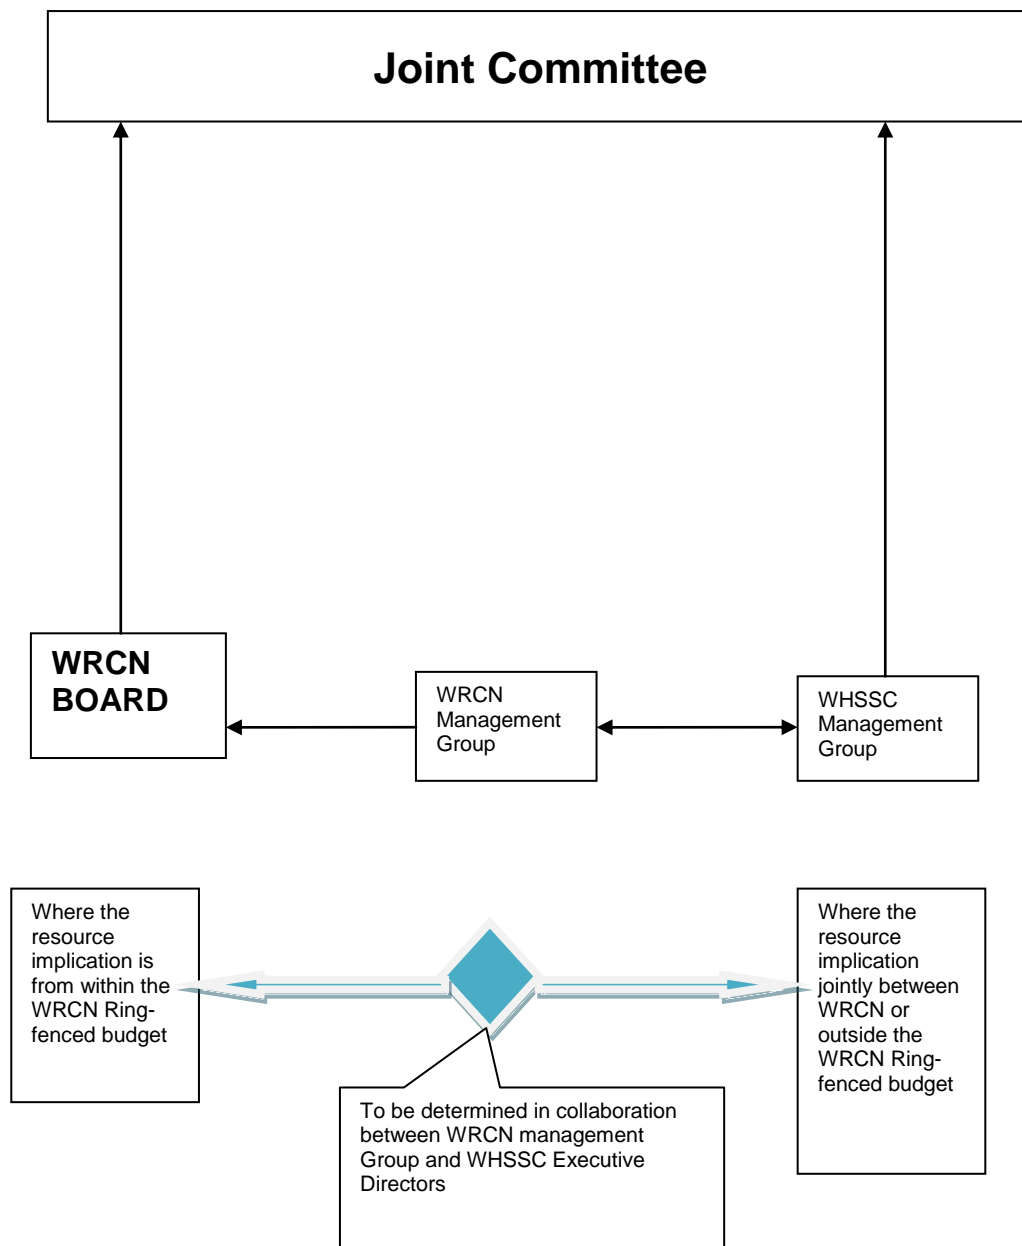 Joint Committee
WRCN
BOARD
WRCN
Management
Group
WHSSC
Management
Group
Where the
resource
implication is
from within the
WRCN Ring-
fenced budget
Where the
resource
implication
jointly between
WRCN or
outside the
WRCN Ring-
fenced budget
To be determined in collaboration
between WRCN management
Group and WHSSC Executive
Directors